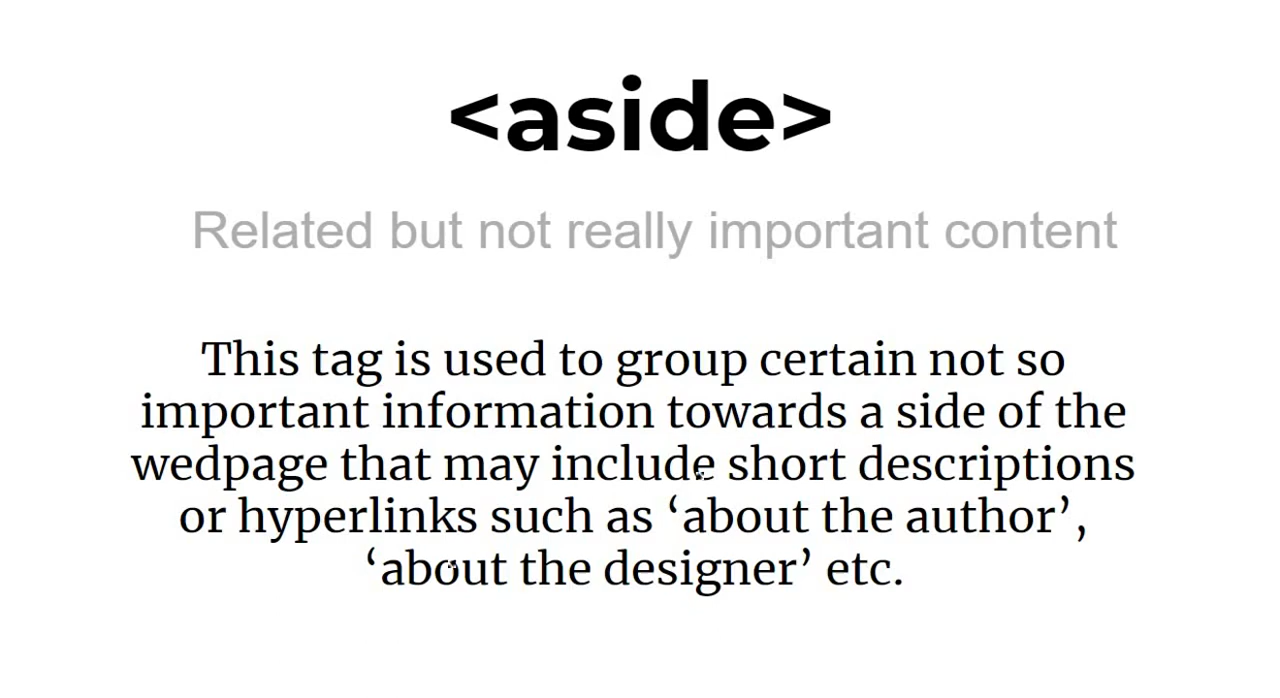 <aside>
Related but not really important content
This tag is used to group certain not so
important information towards a side of the
wedpage that may include short descriptions
or hyperlinks such as ‘about the author’,
‘about the designer’ etc.